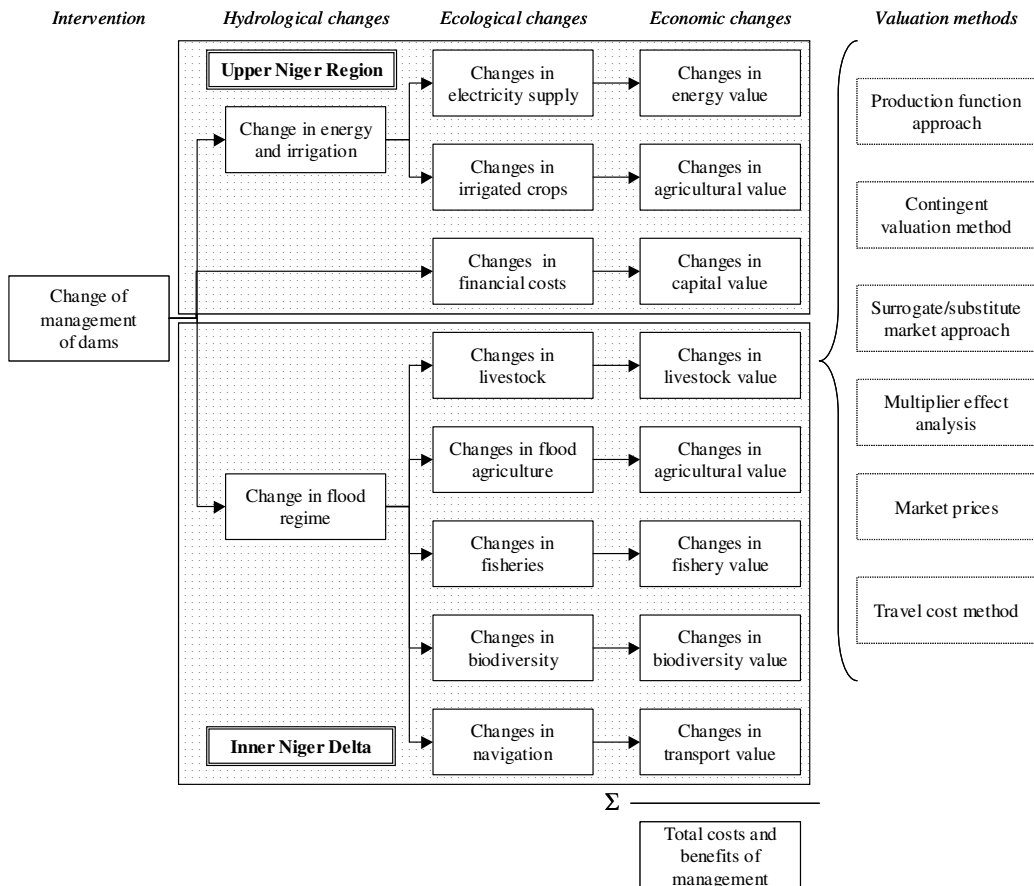 Intervention
Hydrological changes
Ecological changes
Economic changes
Valuation methods
Upper Niger Region
Changes in
electricity supply
Changes in
energy value
Production function
approach
Change in energy
and irrigation
Changes in
irrigated crops
Changes in
agricultural value
Contingent
valuation method
Changes in
financial costs
Changes in
capital value
Change of
management
of dams
Surrogate/substitute
market approach
Changes in
livestock
Changes in
livestock value
Multiplier effect
analysis
Changes in flood
agriculture
Changes in
agricultural value
Change in flood
regime
Market prices
Changes in
fisheries
Changes in
fishery value
Travel cost method
Changes in
biodiversity
Changes in
biodiversity value
Inner Niger Delta
Changes in
navigation
Changes in
transport value
Σ
Total costs and
benefits of
management